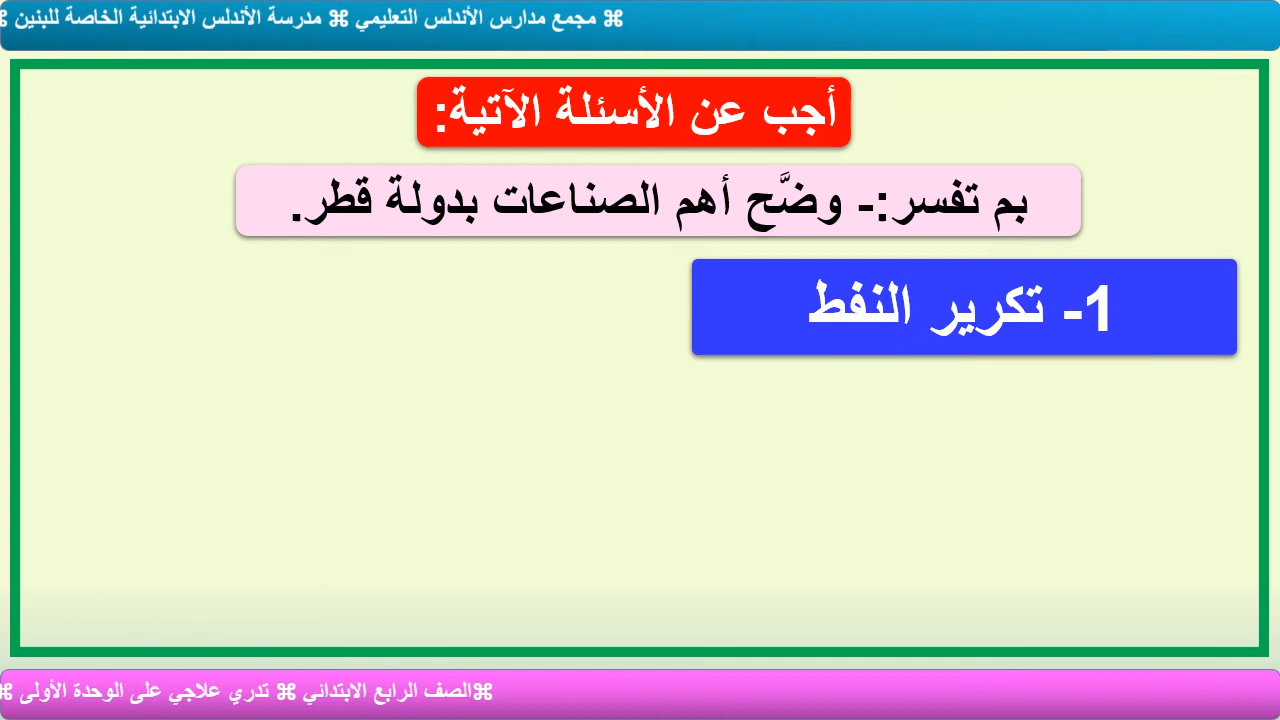 ⌘ مجمع مدارس الأندلس التعليمي ⌘ مدرسة الأندلس الابتدائية الخاصة للبنين ⌘
أجب عن الأسئلة الآتية:
بم تفسر:- وضَّح أهم الصناعات بدولة قطر.
1- تكرير النفط
⌘الصف الرابع الابتدائي ⌘ تدري علاجي على الوحدة الأولى ⌘